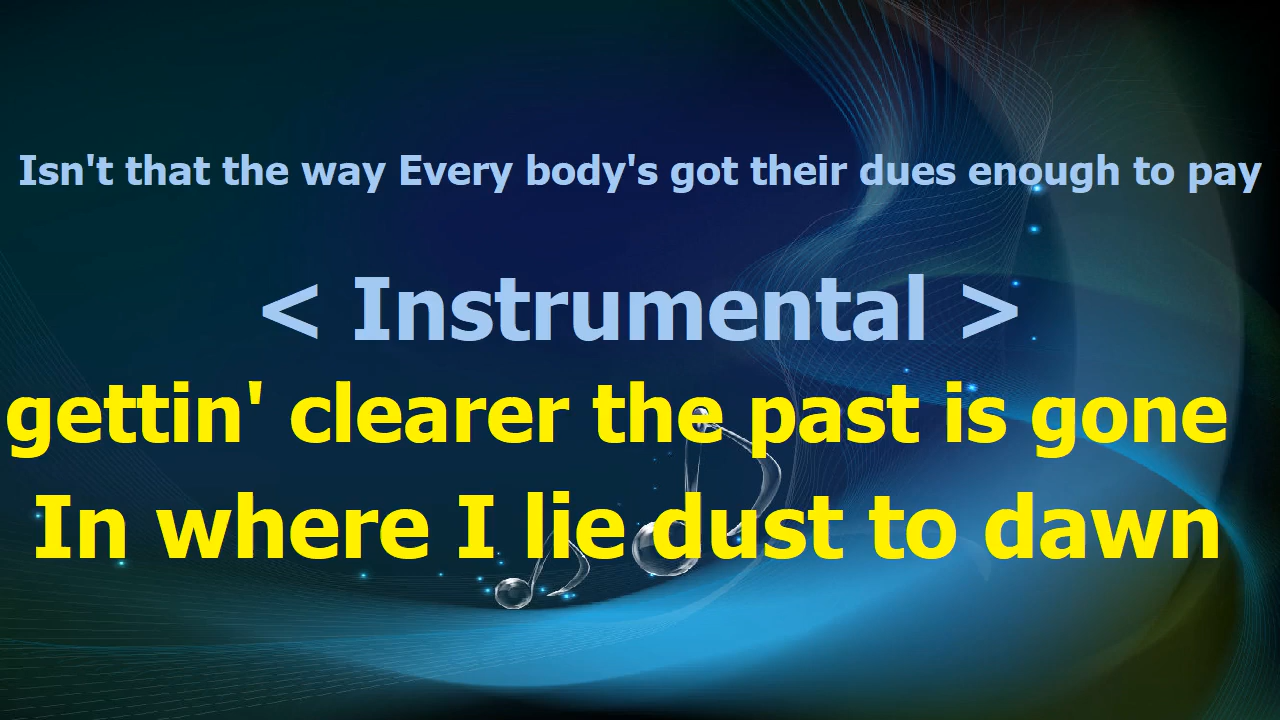 Isn't that the way Every body's got their dues enough to pay
< Instrumental >
gettin' clearer the past is gone
In where I lie dust to dawn